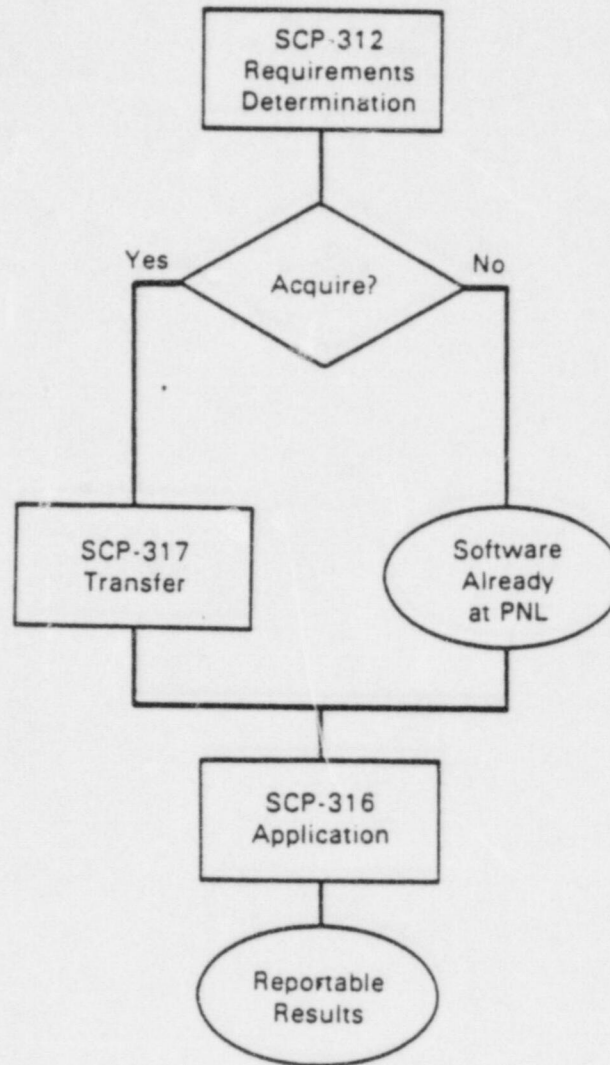 SCP-312
Requirements
Determination
Yes
No
Acquire?
SCP-317
Transfer
Software
Already
at PNL
SCP-316
Application
Reportable
Results